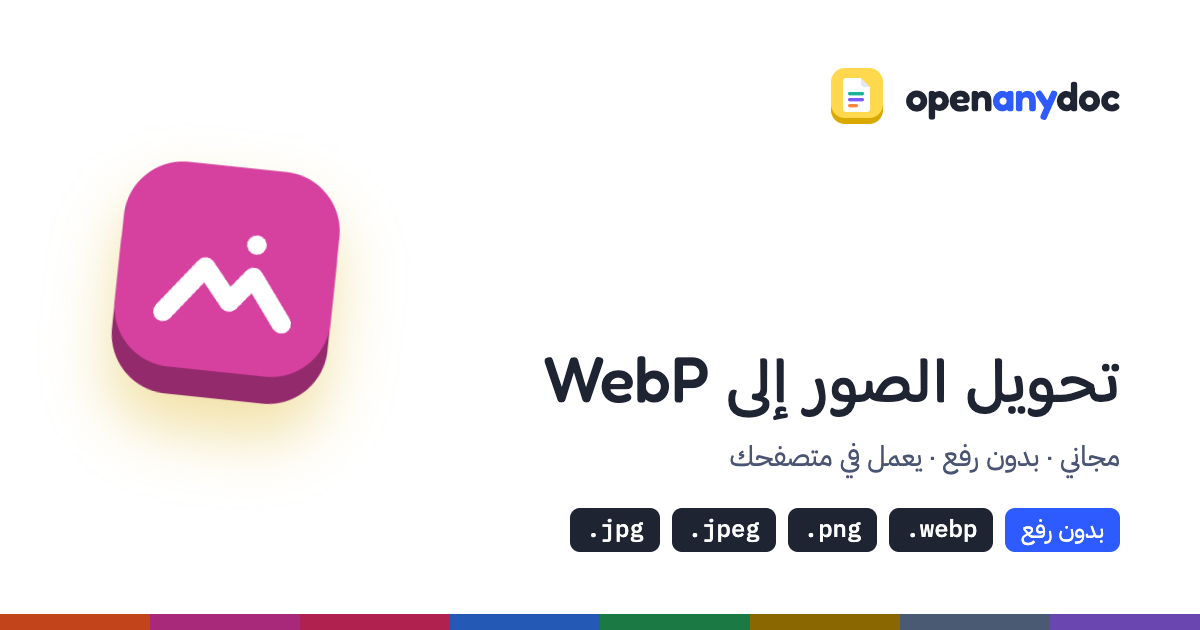 openanydoc
تحويل الصور إلى WebP
مجاني · بدون رفع · يعمل في متصفحك
بدون رفع .webp .png .jpeg .jpg